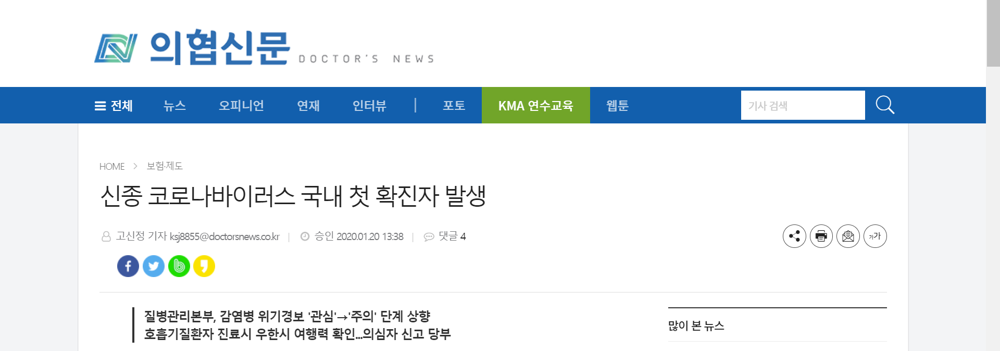 의협신문 DOCTOR'S NEWS
전체 뉴스 오피니언 연재 인터뷰 | 포토 KMA 연수교육 웹툰 기사 검색
HOME > 보험·제도
신종 코로나바이러스 국내 첫 확진자 발생
고신정 기자 ksj8855@doctorsnews.co.kr | 승인 2020.01.20 13:38 | 댓글 4
가가
질병관리본부, 감염병 위기경보 '관심'→'주의' 단계 상향
호흡기질환자 진료시 우한시 여행력 확인...의심자 신고 당부
많이 본 뉴스